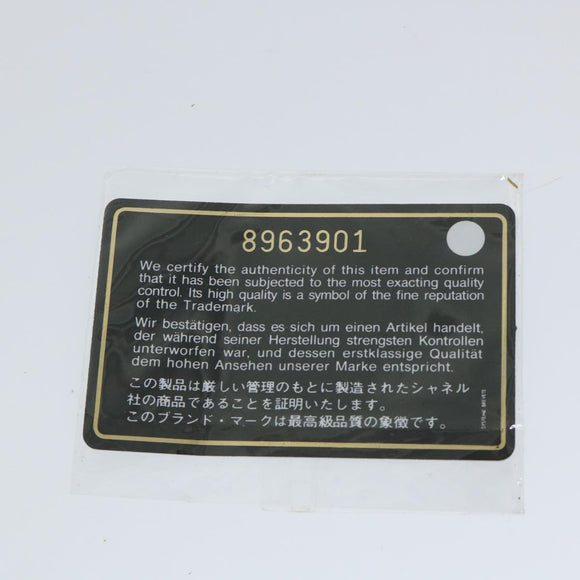 8963901
We certify the authenticity of this item and confirm
that it has been subjected to the most exacting quality
control. Its high quality is a symbol of the fine reputation
of the Trademark.
Wir bestätigen, dass es sich um einen Artikel handelt,
der während seiner Herstellung strengsten Kontrollen
unterworfen war, und dessen erstklassige Qualität
dem hohen Ansehen unserer Marke entspricht.
この製品は厳しい管理のもとに製造されたシャネル
社の商品であることを証明いたします。
このブランド・マークは最高級品質の象徴です。